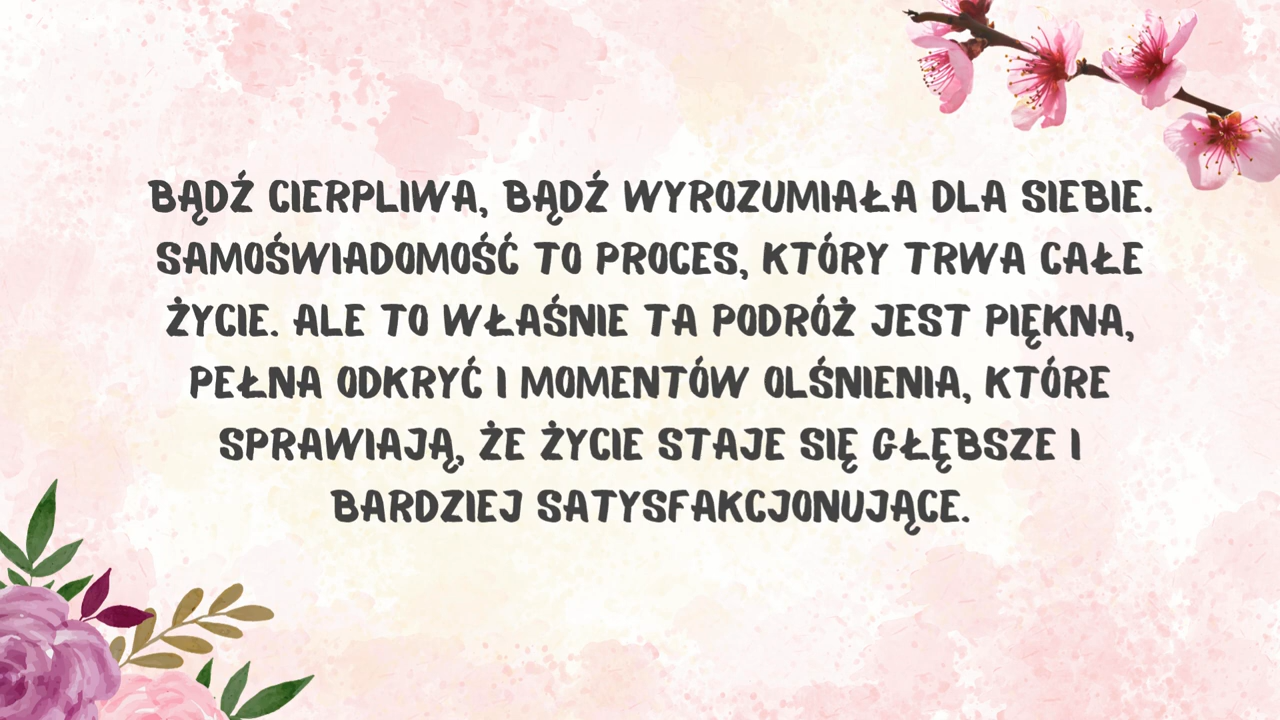 BĄDŹ CIERPLIWA, BĄDŹ WYROZUMIAŁA DLA SIEBIE.
SAMOŚWIADOMOŚĆ TO PROCES, KTÓRY TRWA CAŁE
ŻYCIE. ALE TO WŁAŚNIE TA PODRÓŻ JEST PIĘKNA,
PEŁNA ODKRYĆ I MOMENTÓW OLŚNIENIA, KTÓRE
SPRAWIAJĄ, ŻE ŻYCIE STAJE SIĘ GŁĘBSZE I
BARDZIEJ SATYSFAKCJONUJĄCE.